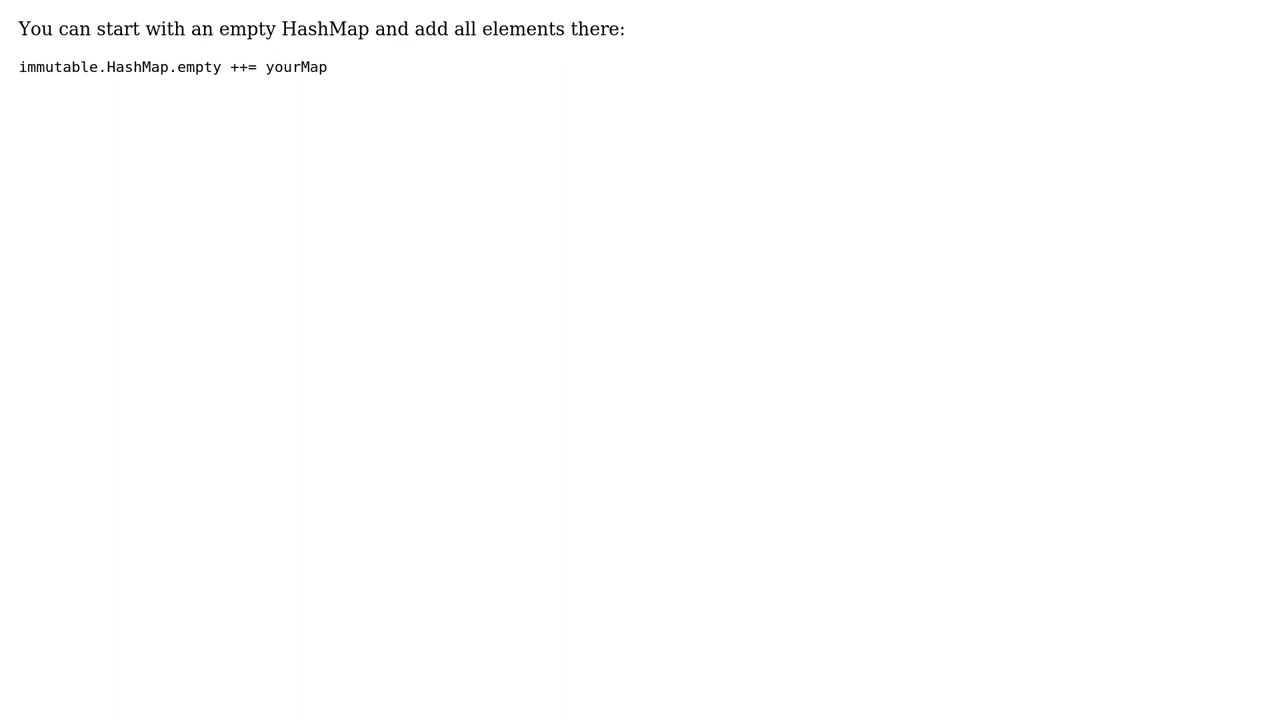 You can start with an empty HashMap and add all elements there:
immutable.HashMap.empty ++= yourMap